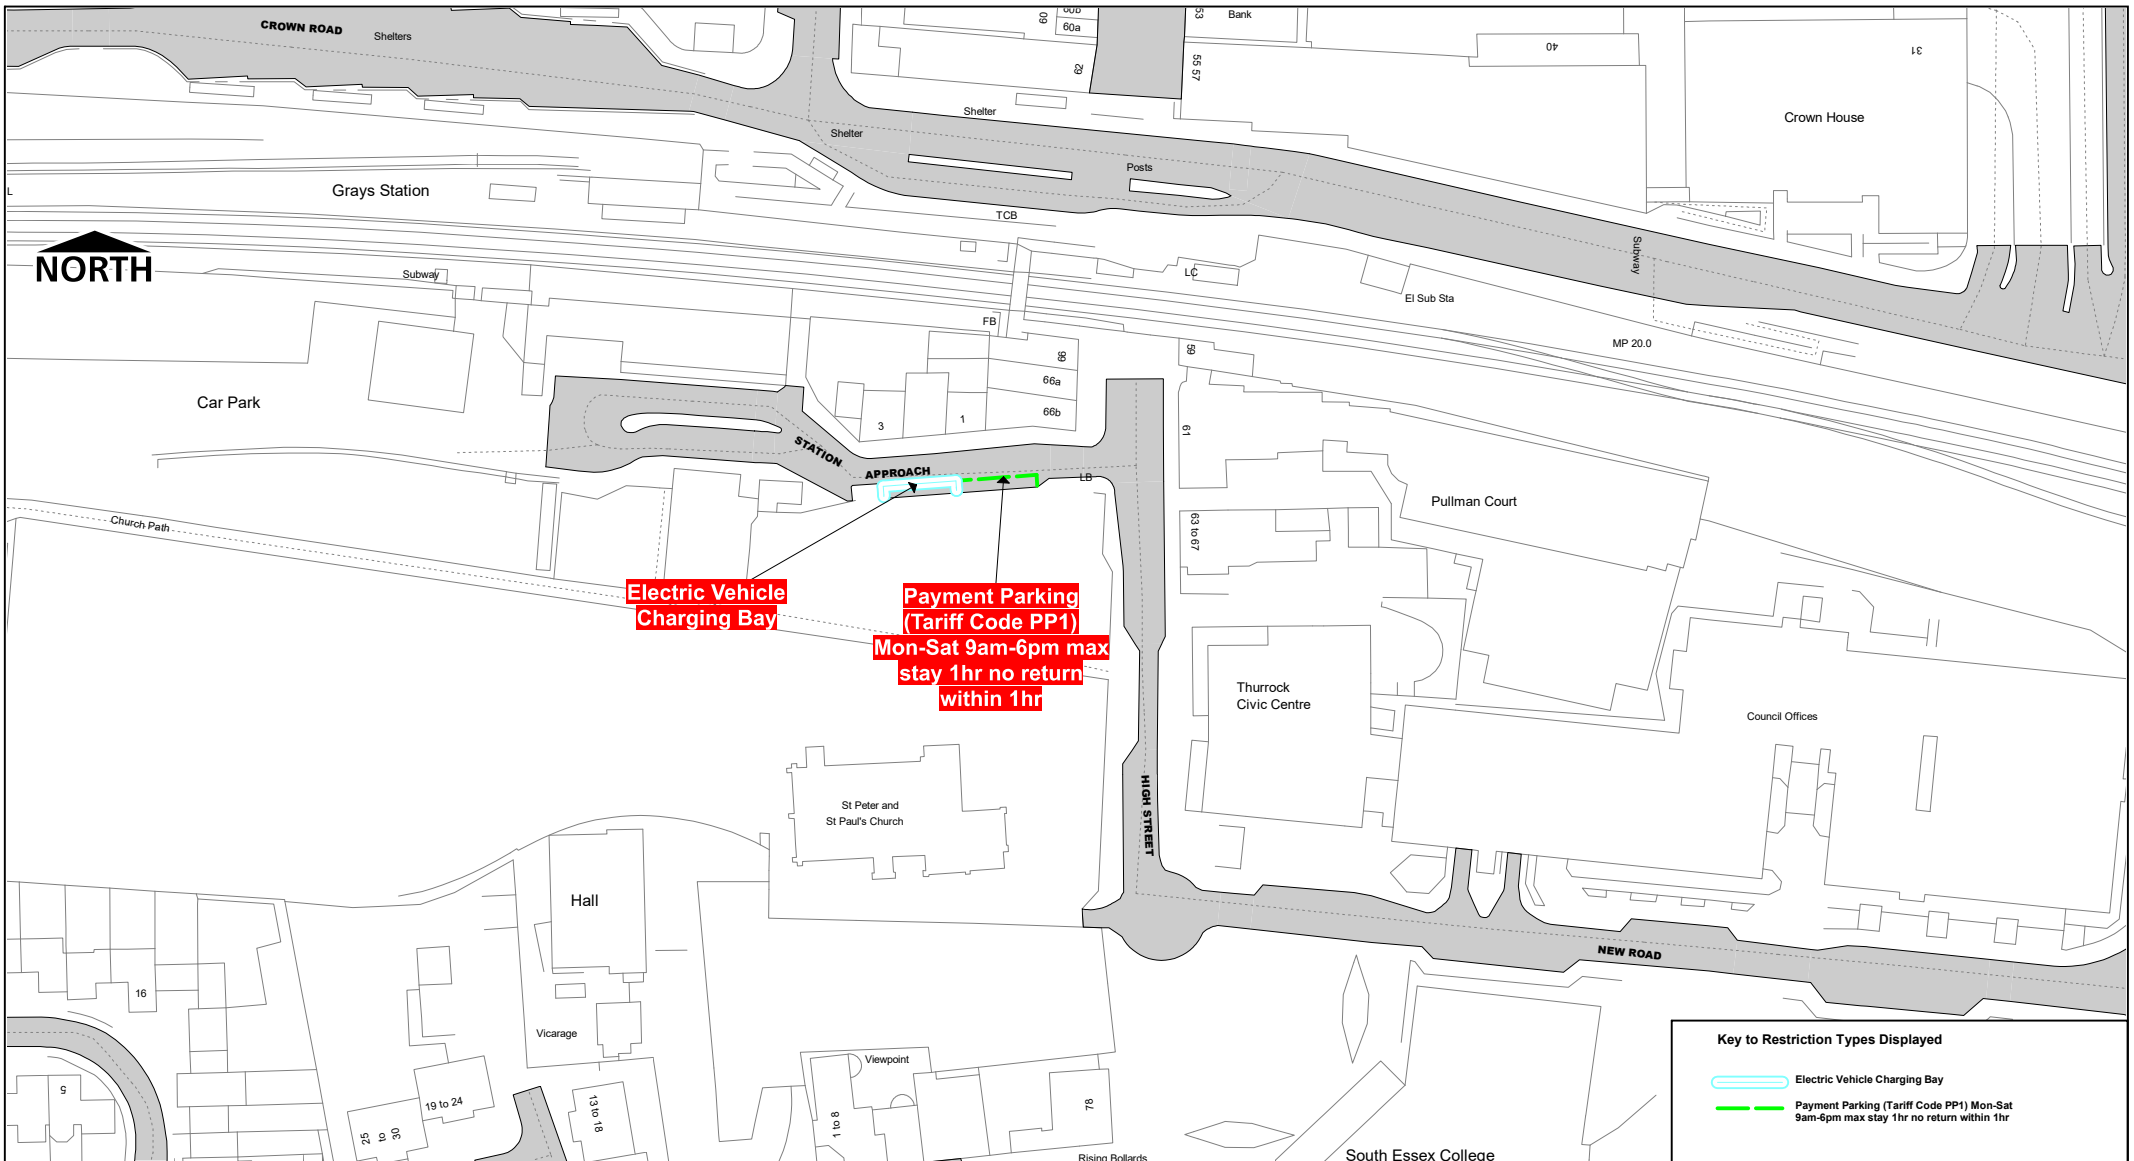 CROWN ROAD
Shelters
60
60b
60a
62
53
Bank
55 57
40
31
Shelter
Shelter
Crown House
Posts
Grays Station
L
TCB
NORTH
Subway
LC
Subway
El Sub Sta
FB
MP 20.0
66
66a
66b
59
Car Park
3
1
61
STATION
APPROACH
LB
Pullman Court
Church Path
63 to 67
Electric Vehicle
Charging Bay
Payment Parking
(Tariff Code PP1)
Mon-Sat 9am-6pm max
stay 1hr no return
within 1hr
Thurrock
Civic Centre
Council Offices
St Peter and
St Paul's Church
HIGH STREET
Hall
NEW ROAD
16
Vicarage
Viewpoint
5
19 to 24
25
to
30
13 to 18
1 to 8
78
Rising Bollards
South Essex College
Key to Restriction Types Displayed
Electric Vehicle Charging Bay
Payment Parking (Tariff Code PP1) Mon-Sat
9am-6pm max stay 1hr no return within 1hr